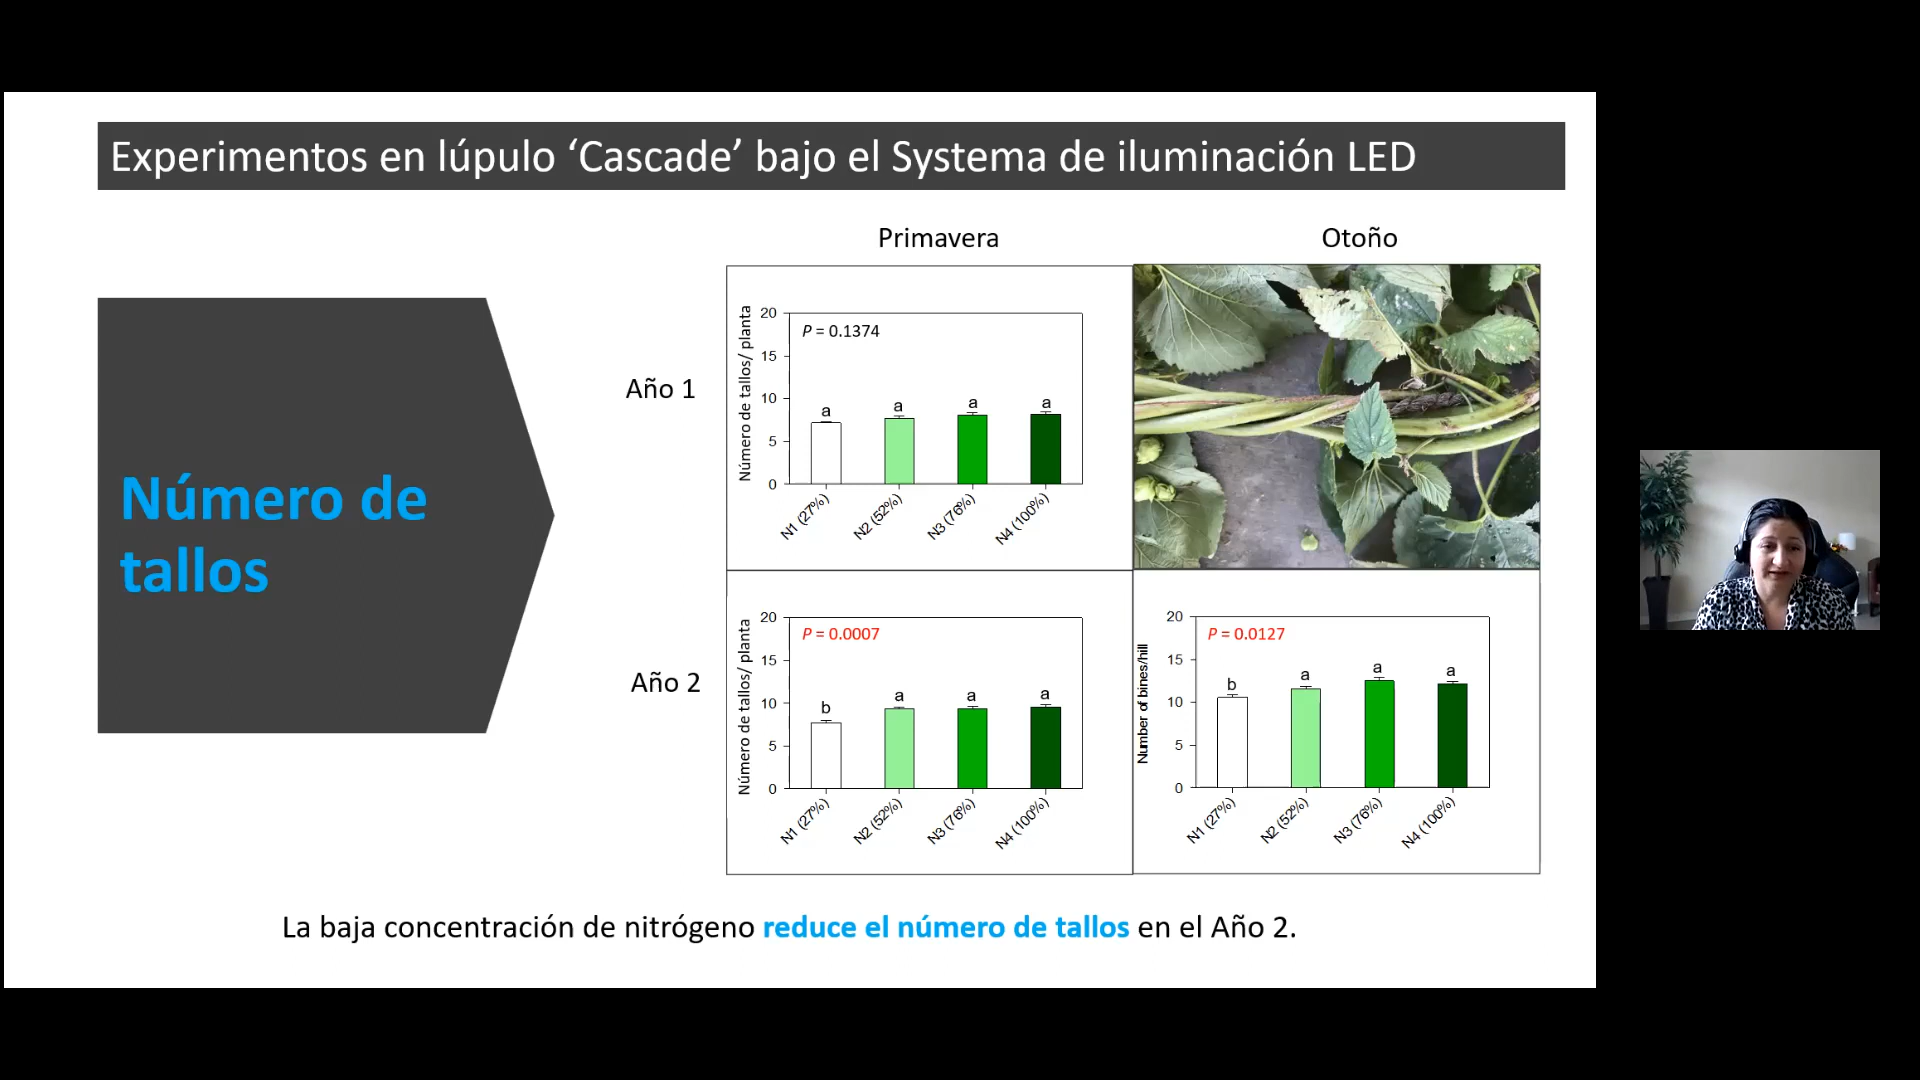 Experimentos en lúpulo ‘Cascade’ bajo el Systema de iluminación LED
Número de
tallos
Primavera
Otoño
Año 1
Número de tallos/ planta
20
15
10
5
0
P = 0.1374
a
a
a
a
N1 (27%)
N2 (52%)
N3 (76%)
N4 (100%)
Año 2
Número de tallos/ planta
20
15
10
5
0
P = 0.0007
b
a
a
a
N1 (27%)
N2 (52%)
N3 (76%)
N4 (100%)
Number of bines/hill
20
15
10
5
0
P = 0.0127
b
a
a
a
N1 (27%)
N2 (52%)
N3 (76%)
N4 (100%)
La baja concentración de nitrógeno reduce el número de tallos en el Año 2.